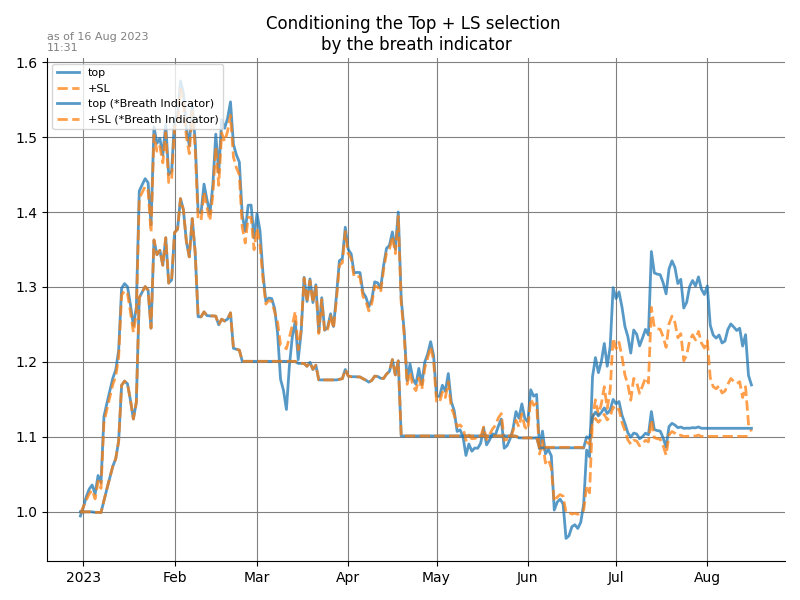 Conditioning the Top + LS selection
by the breath indicator
as of 16 Aug 2023
11:31
top
+SL
top (*Breath Indicator)
+SL (*Breath Indicator)
1.6
1.5
1.4
1.3
1.2
1.1
1.0
2023 Feb Mar Apr May Jun Jul Aug